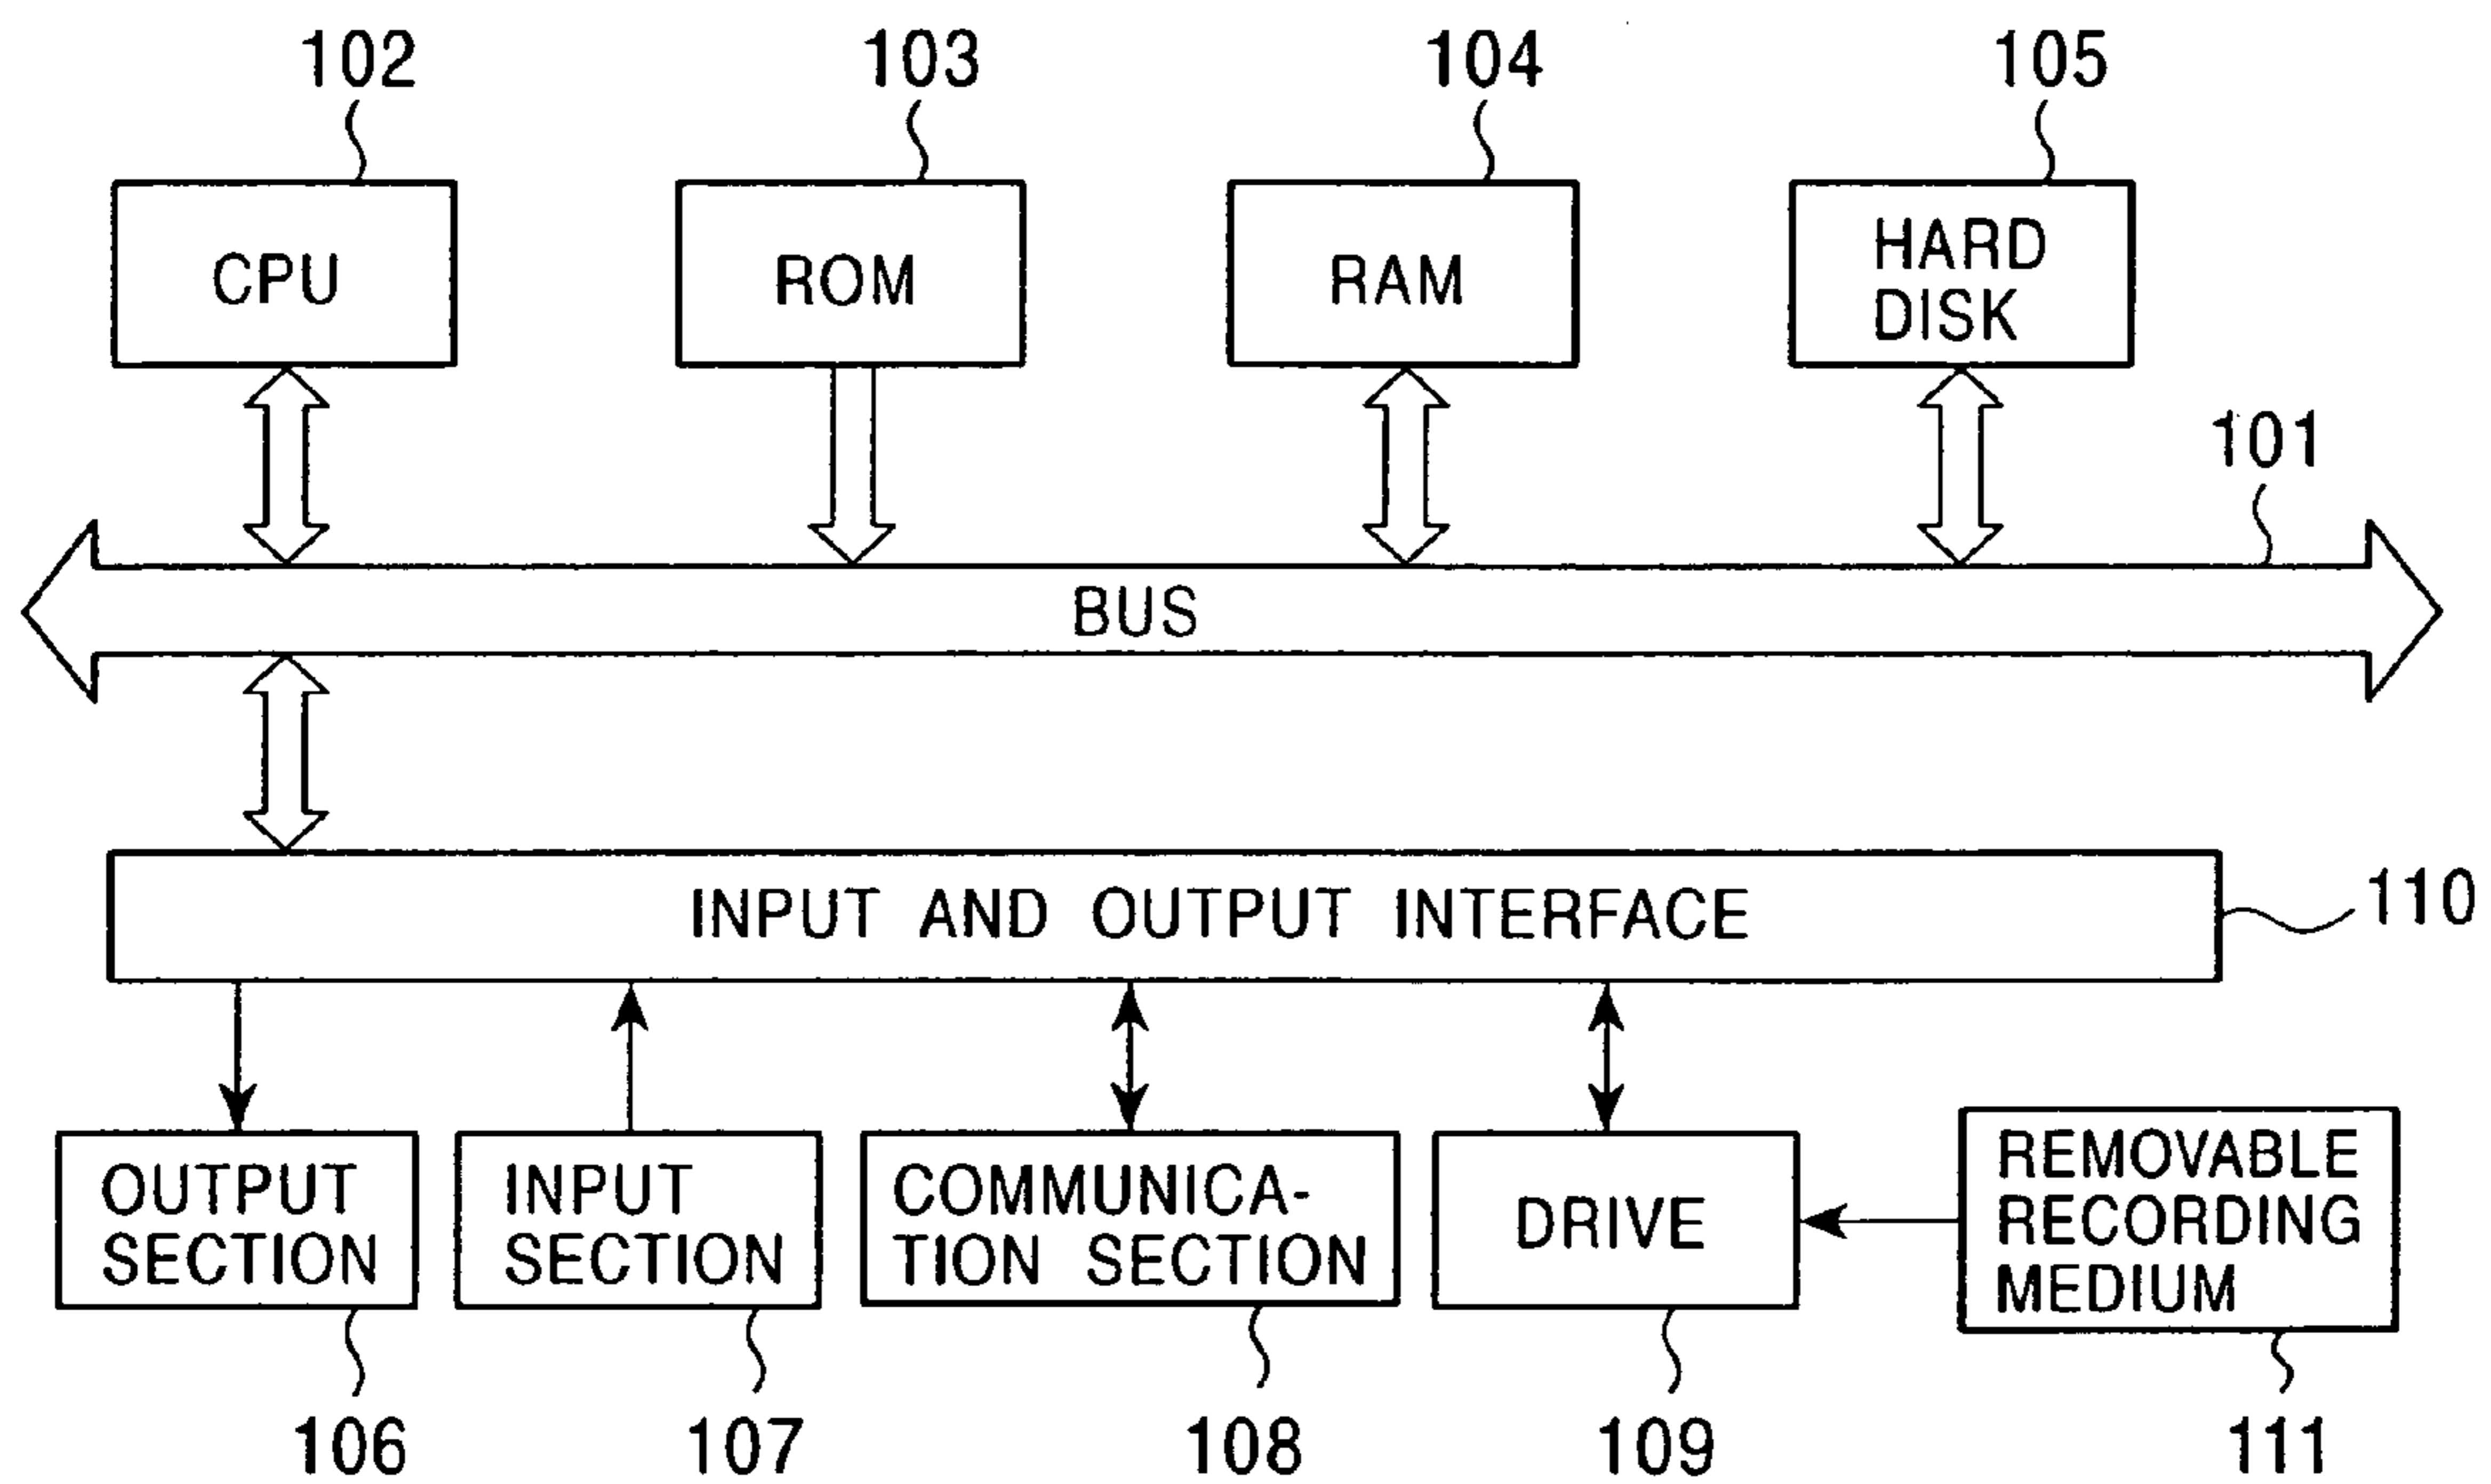 102
103
104
105
CPU
ROM
RAM
HARD
DISK
101
BUS
INPUT AND OUTPUT INTERFACE
110
OUTPUT
SECTION
INPUT
SECTION
COMMUNICA-
TION SECTION
DRIVE
REMOVABLE
RECORDING
MEDIUM
106
107
108
109
111